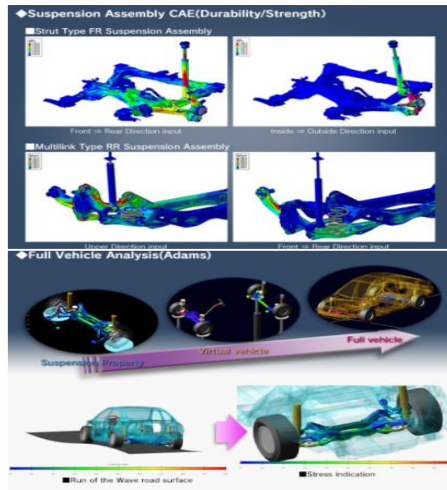 ◆Suspension Assembly CAE(Durability/Strength)
■Strut Type FR Suspension Assembly
Front ⇒ Rear Direction input
Inside ⇒ Outside Direction input
■Multilink Type RR Suspension Assembly
Upper Direction input
Front ⇒ Rear Direction input
◆Full Vehicle Analysis(Adams)
Full vehicle
Virtual vehicle
Suspension Property
■Run of the Wave road surface
■Stress indication